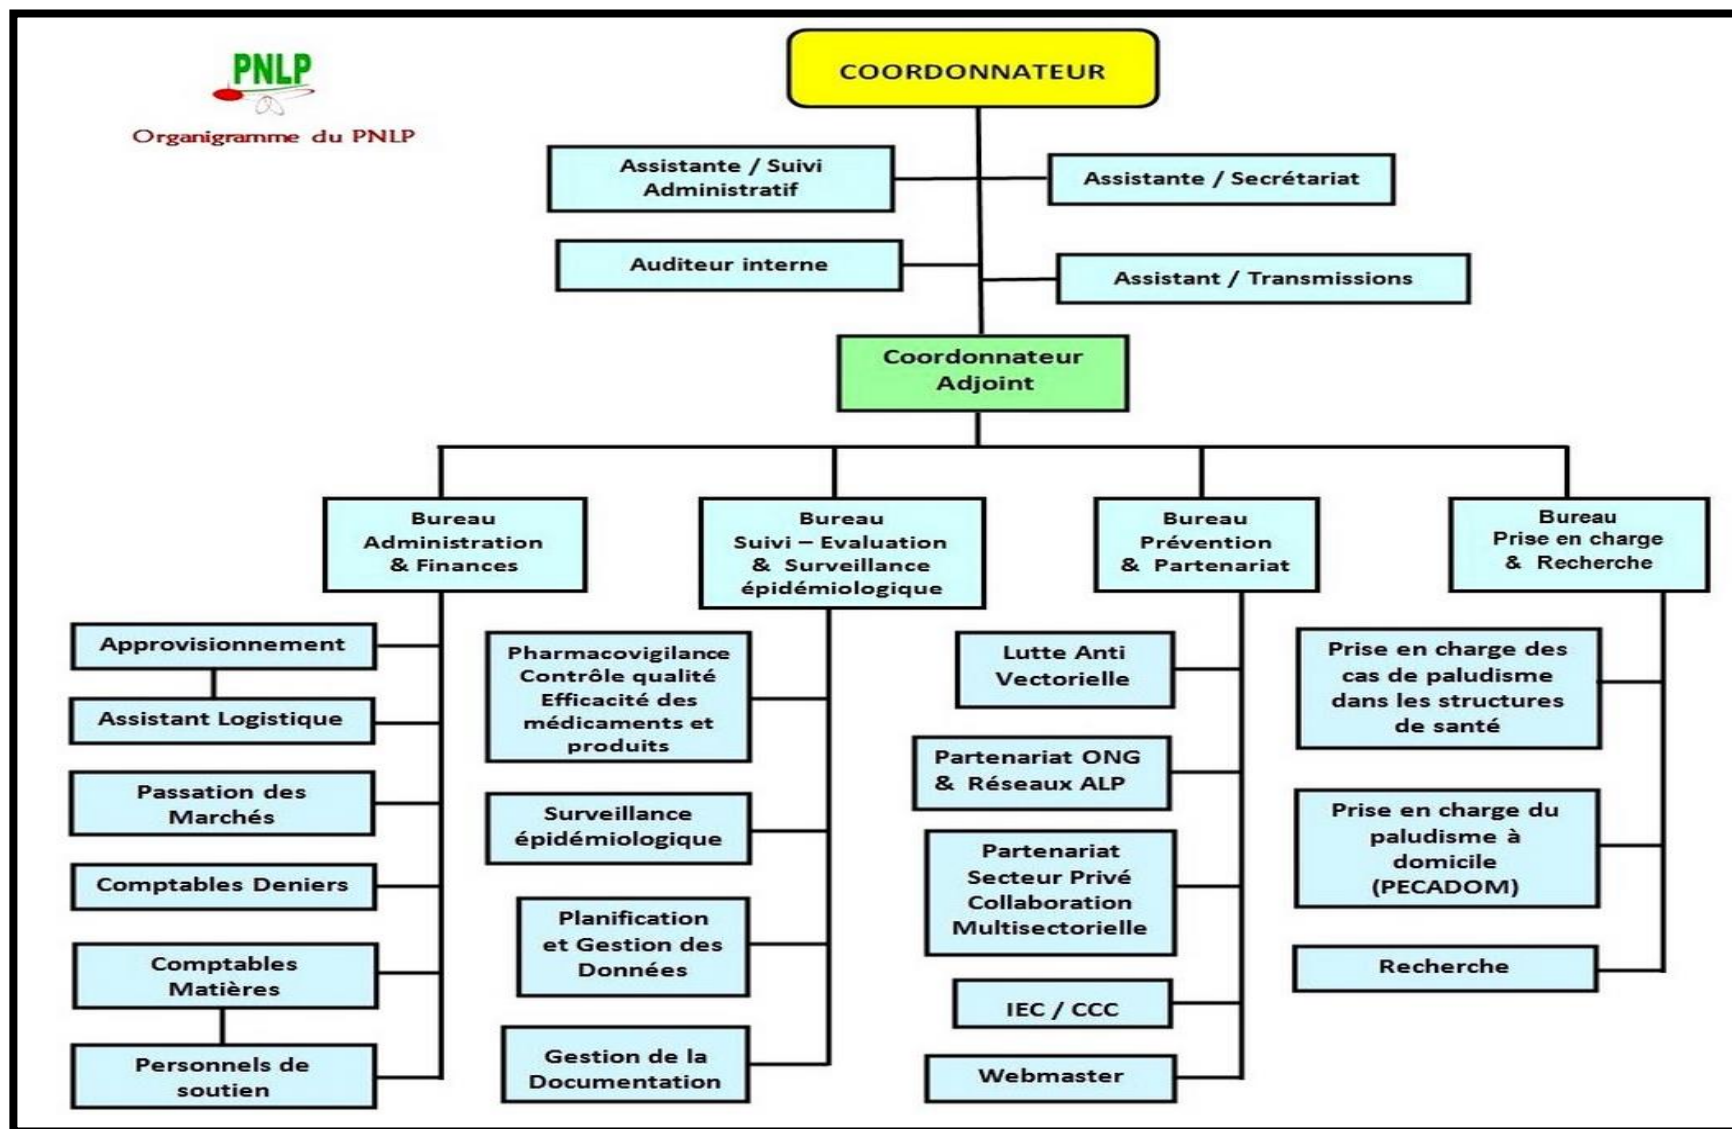 PNLP
Organigramme du PNLP
COORDONNATEUR
Assistante / Suivi
Administratif
Assistante / Secrétariat
Auditeur interne
Assistant / Transmissions
Coordonnateur
Adjoint
Bureau
Administration
& Finances
Approvisionnement
Assistant Logistique
Passation des
Marchés
Comptables Deniers
Comptables
Matières
Personnels de
soutien
Bureau
Suivi – Evaluation
& Surveillance
épidémiologique
Pharmacovigilance
Contrôle qualité
Efficacité des
médicaments et
produits
Surveillance
épidémiologique
Planification
et Gestion des
Données
Gestion de la
Documentation
Bureau
Prévention
& Partenariat
Lutte Anti
Vectorielle
Partenariat ONG
& Réseaux ALP
Partenariat
Secteur Privé
Collaboration
Multisectorielle
IEC / CCC
Webmaster
Bureau
Prise en charge
& Recherche
Prise en charge des
cas de paludisme
dans les structures
de santé
Prise en charge du
paludisme à
domicile
(PECADOM)
Recherche